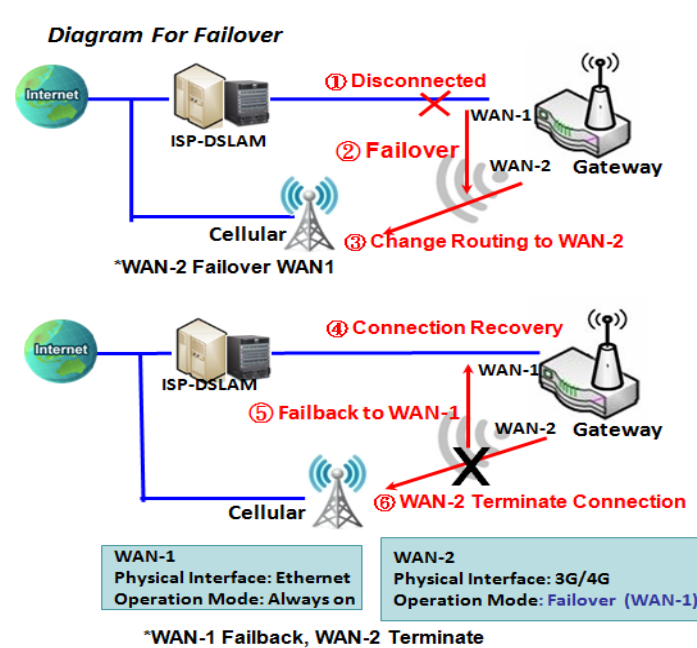 Diagram For Failover
Internet
① Disconnected
ISP-DSLAM
WAN-1
② Failover
WAN-2
Gateway
Cellular
③ Change Routing to WAN-2
*WAN-2 Failover WAN1
Internet
④ Connection Recovery
ISP-DSLAM
WAN-1
⑤ Failback to WAN-1
WAN-2
Gateway
Cellular
⑥ WAN-2 Terminate Connection
WAN-1
Physical Interface: Ethernet
Operation Mode: Always on
WAN-2
Physical Interface: 3G/4G
Operation Mode: Failover (WAN-1)
*WAN-1 Failback, WAN-2 Terminate